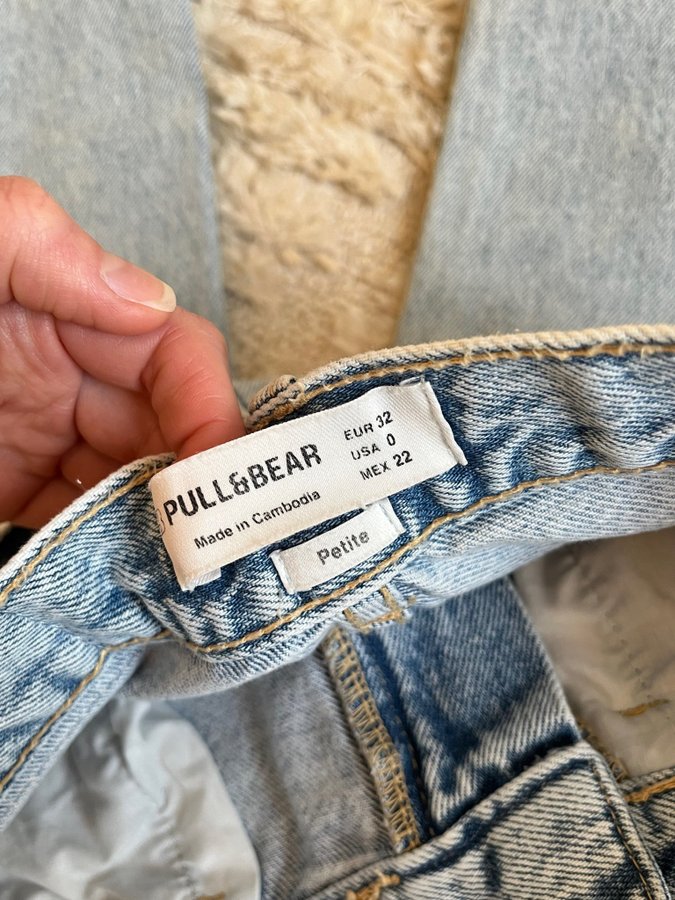 PULL&BEAR
Made in Cambodia
EUR 32
USA 0
MEX 22
Petite